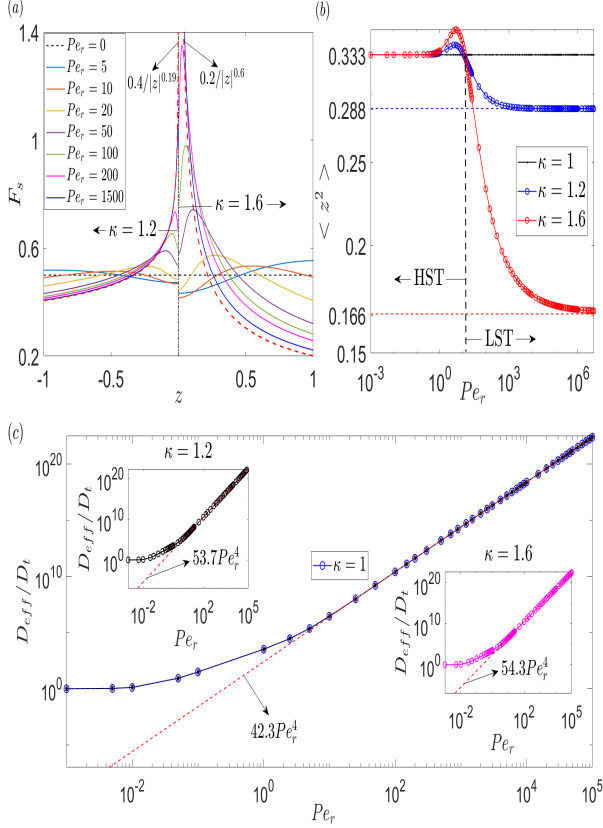 (a)
1.4
1
0.6
0.2
F_s
Pe_r = 0
Pe_r = 5
Pe_r = 10
Pe_r = 20
Pe_r = 50
Pe_r = 100
Pe_r = 200
Pe_r = 1500
0.4/|z|^0.19
0.2/|z|^0.6
κ = 1.2
κ = 1.6
-1 -0.5 0 0.5 1
z
(b)
0.333
0.288
0.25
0.2
0.166
0.15
< z̃² >
κ = 1
κ = 1.2
κ = 1.6
HST
LST
10^-3 10^0 10^3 10^6
Pe_r
(c)
10^20
10^10
10^0
D_eff/D_t
κ = 1
42.3Pe_r^4
10^-2 10^0 10^2 10^4 10^5
Pe_r
κ = 1.2
10^20
10^10
10^0
D_eff/D_t
53.7Pe_r^4
10^-2 10^2 10^5
Pe_r
κ = 1.6
10^20
10^10
10^0
D_eff/D_t
54.3Pe_r^4
10^-2 10^2 10^5
Pe_r